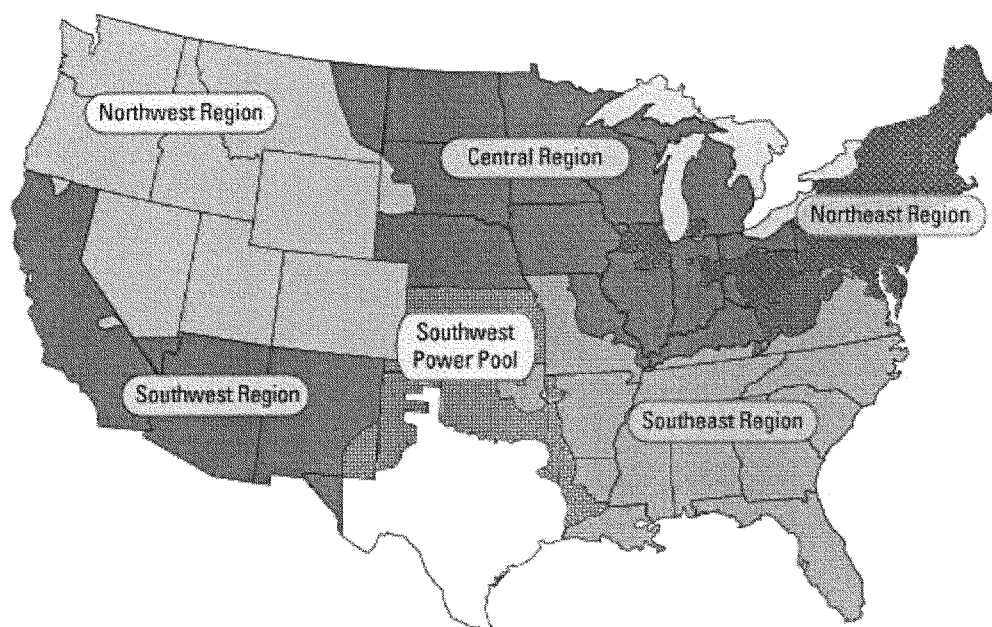 Northwest Region
Central Region
Northeast Region
Southwest
Power Pool
Southwest Region
Southeast Region